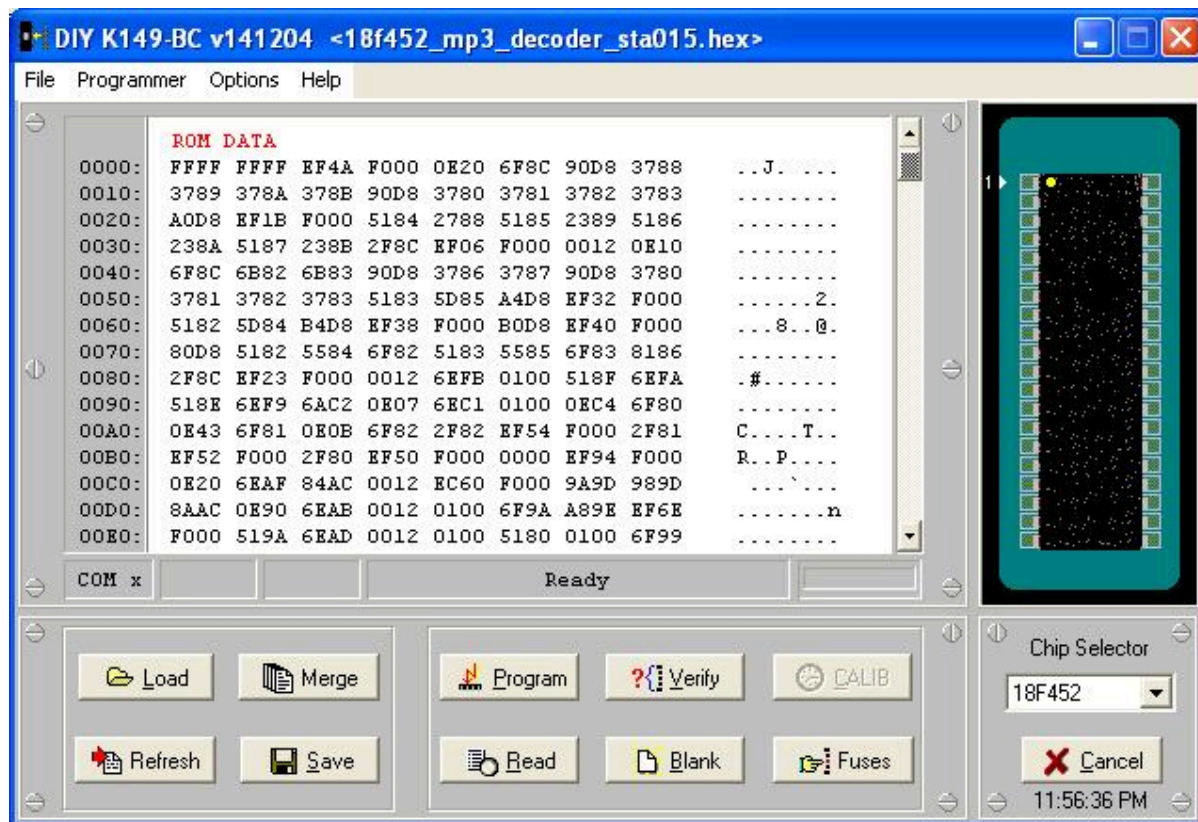 DIY K149-BC v141204 <18f452_mp3_decoder_sta015.hex>
File Programmer Options Help
ROM DATA
0000: FFFF FFFF EF4A F000 0E20 6F8C 90D8 3788 ..J. ....
0010: 3789 378A 378B 90D8 3780 3781 3782 3783 ........
0020: A0D8 EF1B F000 5184 2788 5185 2389 5186 ........
0030: 238A 5187 238B 2F8C EF06 F000 0012 0E10 ........
0040: 6F8C 6B82 6B83 90D8 3786 3787 90D8 3780 ........
0050: 3781 3782 3783 5183 5D85 A4D8 EF32 F000 ......2.
0060: 5182 5D84 B4D8 EF38 F000 B0D8 EF40 F000 ...8..@.
0070: 80D8 5182 5584 6F82 5183 5585 6F83 8186 ........
0080: 2F8C EF23 F000 0012 6EFB 0100 518F 6EFA .#......
0090: 518E 6EF9 6AC2 0E07 6EC1 0100 0EC4 6F80 ........
00A0: 0E43 6F81 0E0B 6F82 2F82 EF54 F000 2F81 C....T..
00B0: EF52 F000 2F80 EF50 F000 0000 EF94 F000 R..P....
00C0: 0E20 6EAF 84AC 0012 EC60 F000 9A9D 989D ...`...
00D0: 8AAC 0E90 6EAB 0012 0100 6F9A A89E EF6E .......n
00E0: F000 519A 6EAD 0012 0100 5180 0100 6F99 ........
1
COM x Ready
Load Merge Program ?{ Verify CALIB
Refresh Save Read Blank Fuses
Chip Selector
18F452
Cancel
11:56:36 PM